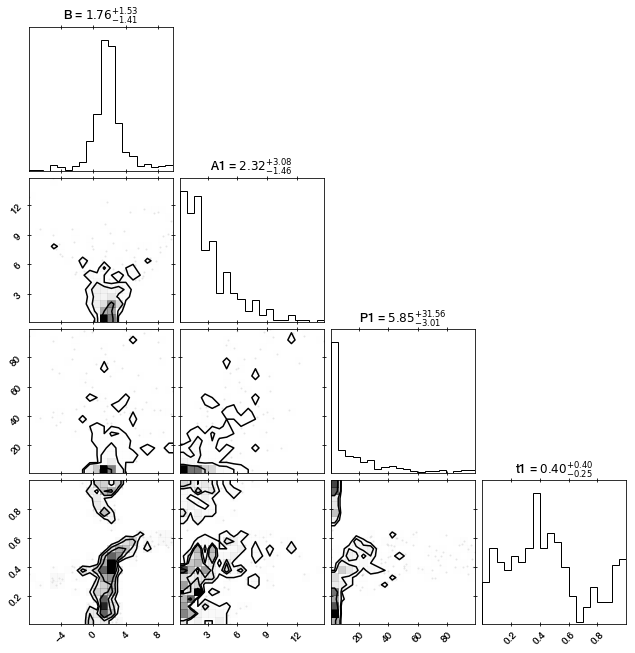 B = 1.76 +1.53 −1.41
A1 = 2.32 +3.08 −1.46
12
9
6
3
P1 = 5.85 +31.56 −3.01
80
60
40
20
t1 = 0.40 +0.40 −0.25
0.8
0.6
0.4
0.2
−4 0 4 8 3 6 9 12 20 40 60 80 0.2 0.4 0.6 0.8